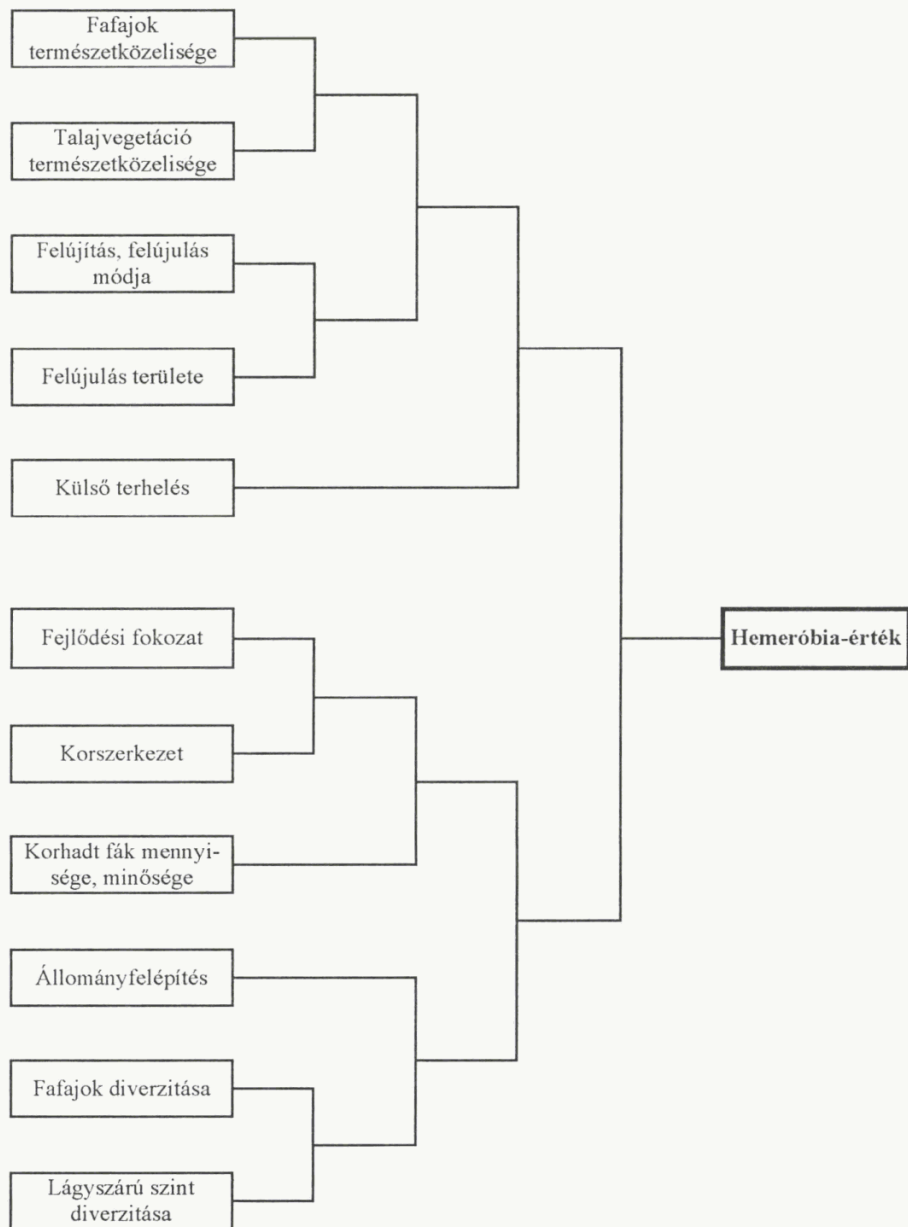 Fafajok
természetközelisége
Talajvegetáció
természetközelisége
Felújítás, felújulás
módja
Felújulás területe
Külső terhelés
Fejlődési fokozat
Hemeróbia-érték
Korszerkezet
Korhadt fák mennyi-
sége, minősége
Állományfelépítés
Fafajok diverzitása
Lágyszárú szint
diverzitása